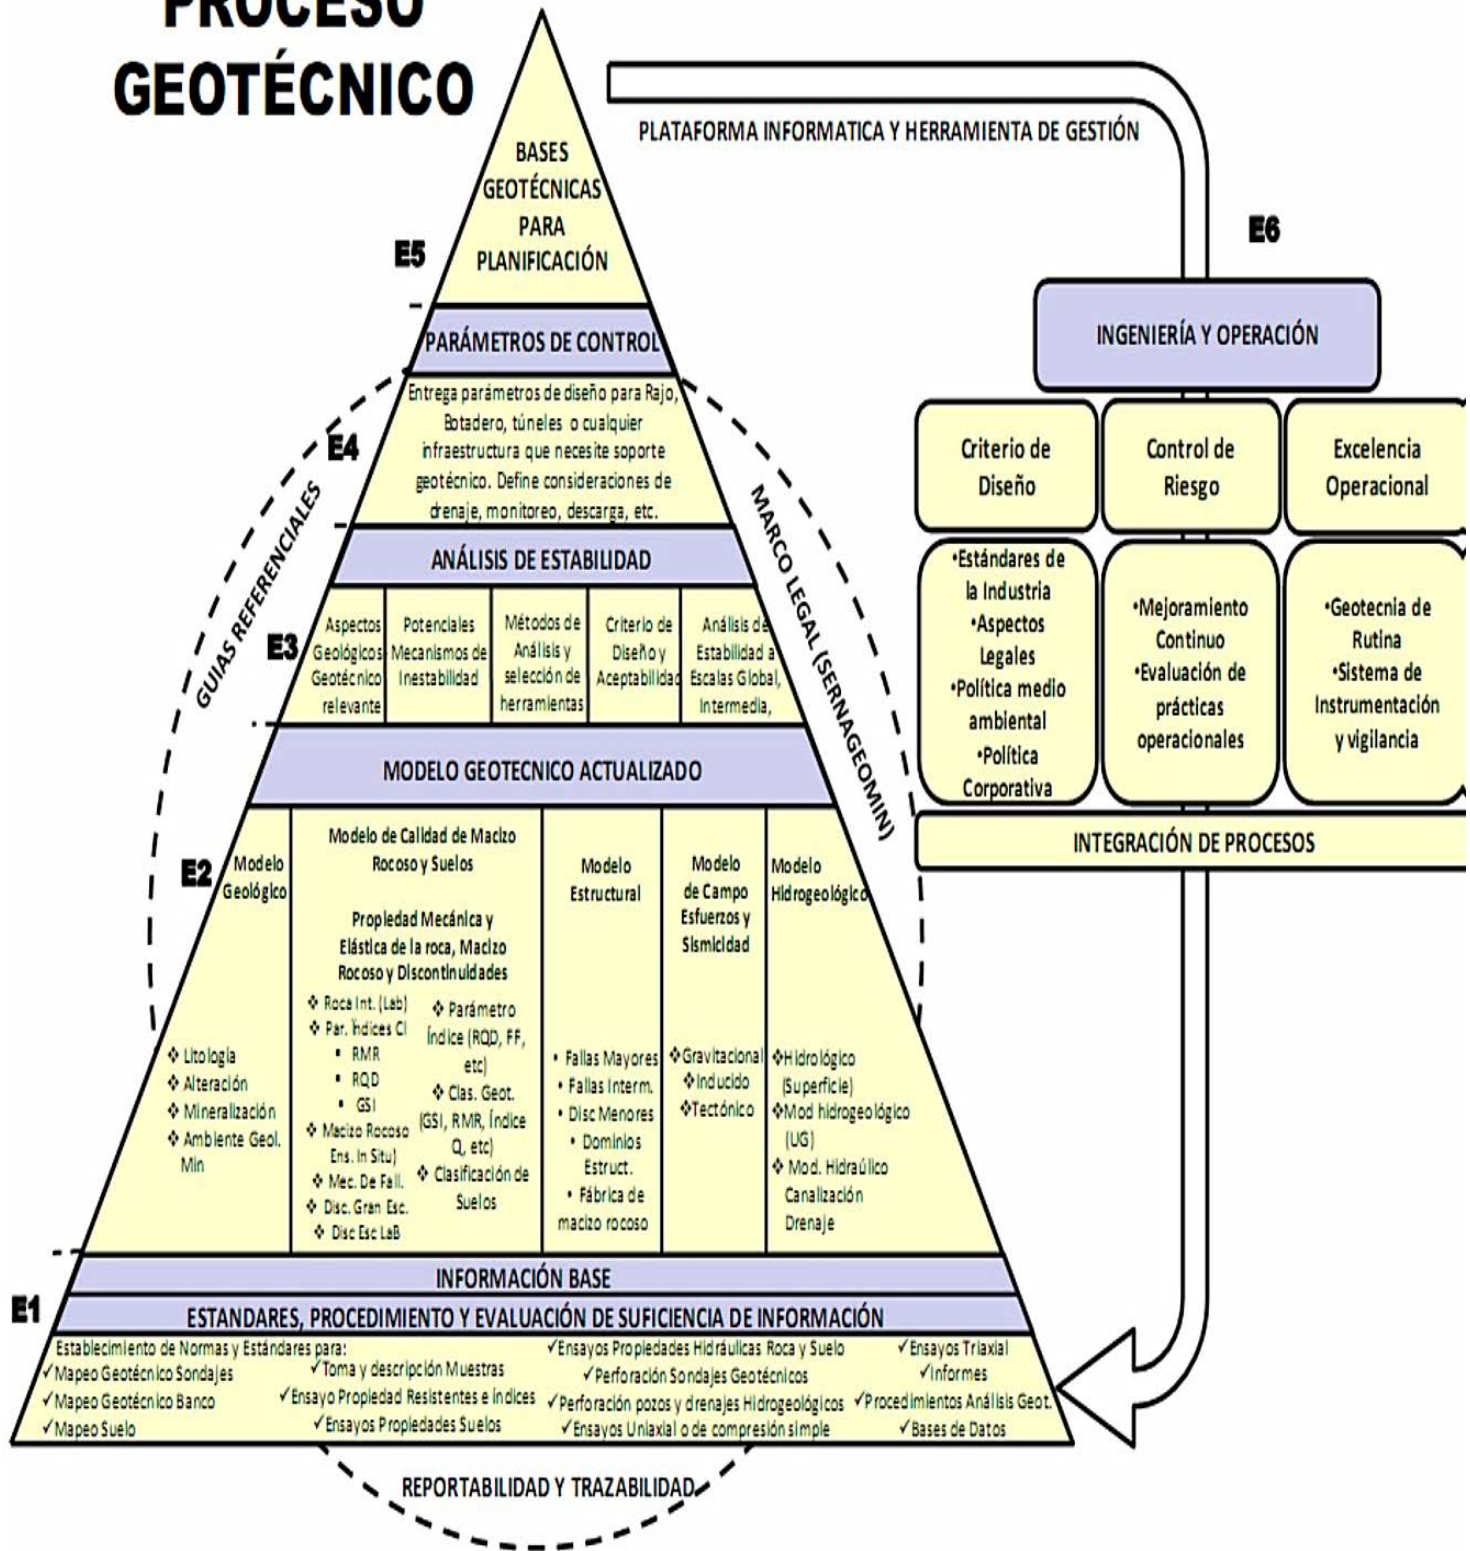 PROCESO
GEOTÉCNICO
BASES
GEOTÉCNICAS
PARA
PLANIFICACIÓN
E5
PARÁMETROS DE CONTROL
Entrega parámetros de diseño para Rajo,
Botadero, túneles o cualquier
infraestructura que necesite soporte
geotécnico. Define consideraciones de
drenaje, monitoreo, descarga, etc.
E4
ANÁLISIS DE ESTABILIDAD
E3
Aspectos
Geológicos
Geotécnico
relevante
Potenciales
Mecanismos de
Inestabilidad
Métodos de
Análisis y
selección de
herramientas
Criterio de
Diseño y
Aceptabilidad
Análisis de
Estabilidad a
Escalas Global,
Intermedia,
MODELO GEOTECNICO ACTUALIZADO
E2
Modelo
Geológico
❖ Litología
❖ Alteración
❖ Mineralización
❖ Ambiente Geol.
Min
Modelo de Calidad de Macizo
Rocoso y Suelos
Propiedad Mecánica y
Elástica de la roca, Macizo
Rocoso y Discontinuidades
❖ Roca Int. (Lab)
❖ Par. Índices CI
▪ RMR
▪ RQD
▪ GSI
❖ Macizo Rocoso
Ens. In Situ)
❖ Mec. De Fall.
❖ Disc. Gran Esc.
❖ Disc Esc LaB
❖ Parámetro
Índice (RQD, FF,
etc)
❖ Clas. Geot.
(GSI, RMR, Índice
Q, etc)
❖ Clasificación de
Suelos
Modelo
Estructural
• Fallas Mayores
• Fallas Interm.
• Disc Menores
• Dominios
Estruct.
• Fábrica de
macizo rocoso
Modelo
de Campo
Esfuerzos y
Sismicidad
❖Gravitacional
❖Inducido
❖Tectónico
Modelo
Hidrogeológico
❖Hidrológico
(Superficie)
❖Mod hidrogeológico
(UG)
❖ Mod. Hidraúlico
Canalización
Drenaje
INFORMACIÓN BASE
E1
ESTANDARES, PROCEDIMIENTO Y EVALUACIÓN DE SUFICIENCIA DE INFORMACIÓN
Establecimiento de Normas y Estándares para:
✓Mapeo Geotécnico Sondajes
✓Mapeo Geotécnico Banco
✓Mapeo Suelo
✓Toma y descripción Muestras
✓Ensayo Propiedad Resistentes e índices
✓Ensayos Propiedades Suelos
✓Ensayos Propiedades Hidráulicas Roca y Suelo
✓Perforación Sondajes Geotécnicos
✓Perforación pozos y drenajes Hidrogeológicos
✓Ensayos Uniaxial o de compresión simple
✓Ensayos Triaxial
✓Informes
✓Procedimientos Análisis Geot.
✓Bases de Datos
REPORTABILIDAD Y TRAZABILIDAD
GUIAS REFERENCIALES
MARCO LEGAL (SERNAGEOMIN)
PLATAFORMA INFORMATICA Y HERRAMIENTA DE GESTIÓN
E6
INGENIERÍA Y OPERACIÓN
Criterio de
Diseño
Control de
Riesgo
Excelencia
Operacional
•Estándares de
la Industria
•Aspectos
Legales
•Política medio
ambiental
•Política
Corporativa
•Mejoramiento
Continuo
•Evaluación de
prácticas
operacionales
•Geotecnia de
Rutina
•Sistema de
Instrumentación
y vigilancia
INTEGRACIÓN DE PROCESOS